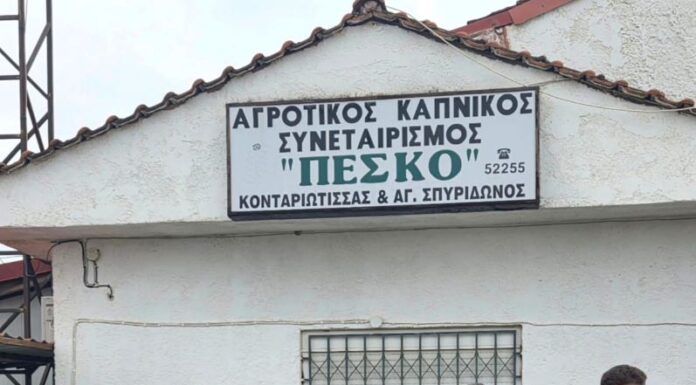 ΑΓΡΟΤΙΚΟΣ ΚΑΠΝΙΚΟΣ
ΣΥΝΕΤΑΙΡΙΣΜΟΣ
"ΠΕΣΚΟ" ☎ 52255
ΚΟΝΤΑΡΙΩΤΙΣΣΑΣ & ΑΓ. ΣΠΥΡΙΔΩΝΟΣ